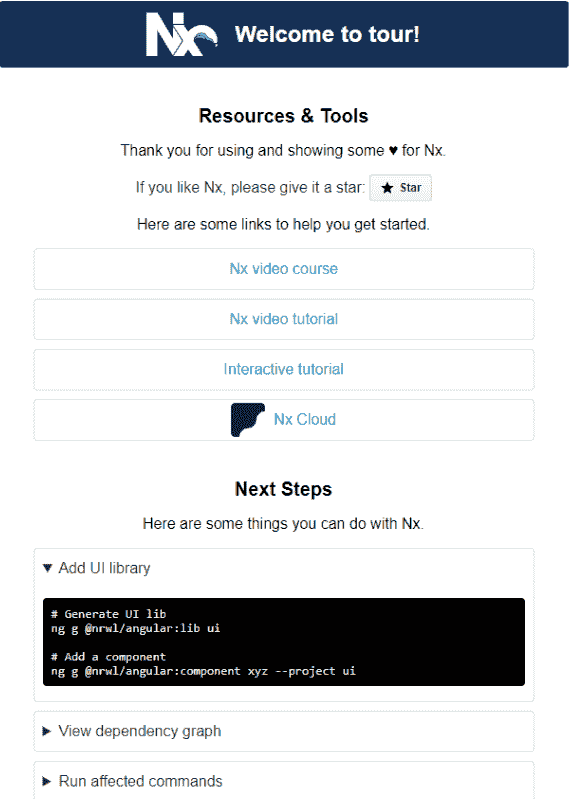 Nx Welcome to tour!
Resources & Tools
Thank you for using and showing some ♥ for Nx.
If you like Nx, please give it a star: ★ Star
Here are some links to help you get started.
Nx video course
Nx video tutorial
Interactive tutorial
Nx Cloud
Next Steps
Here are some things you can do with Nx.
▼ Add UI library
# Generate UI lib
ng g @nrwl/angular:lib ui
# Add a component
ng g @nrwl/angular:component xyz --project ui
► View dependency graph
► Run affected commands